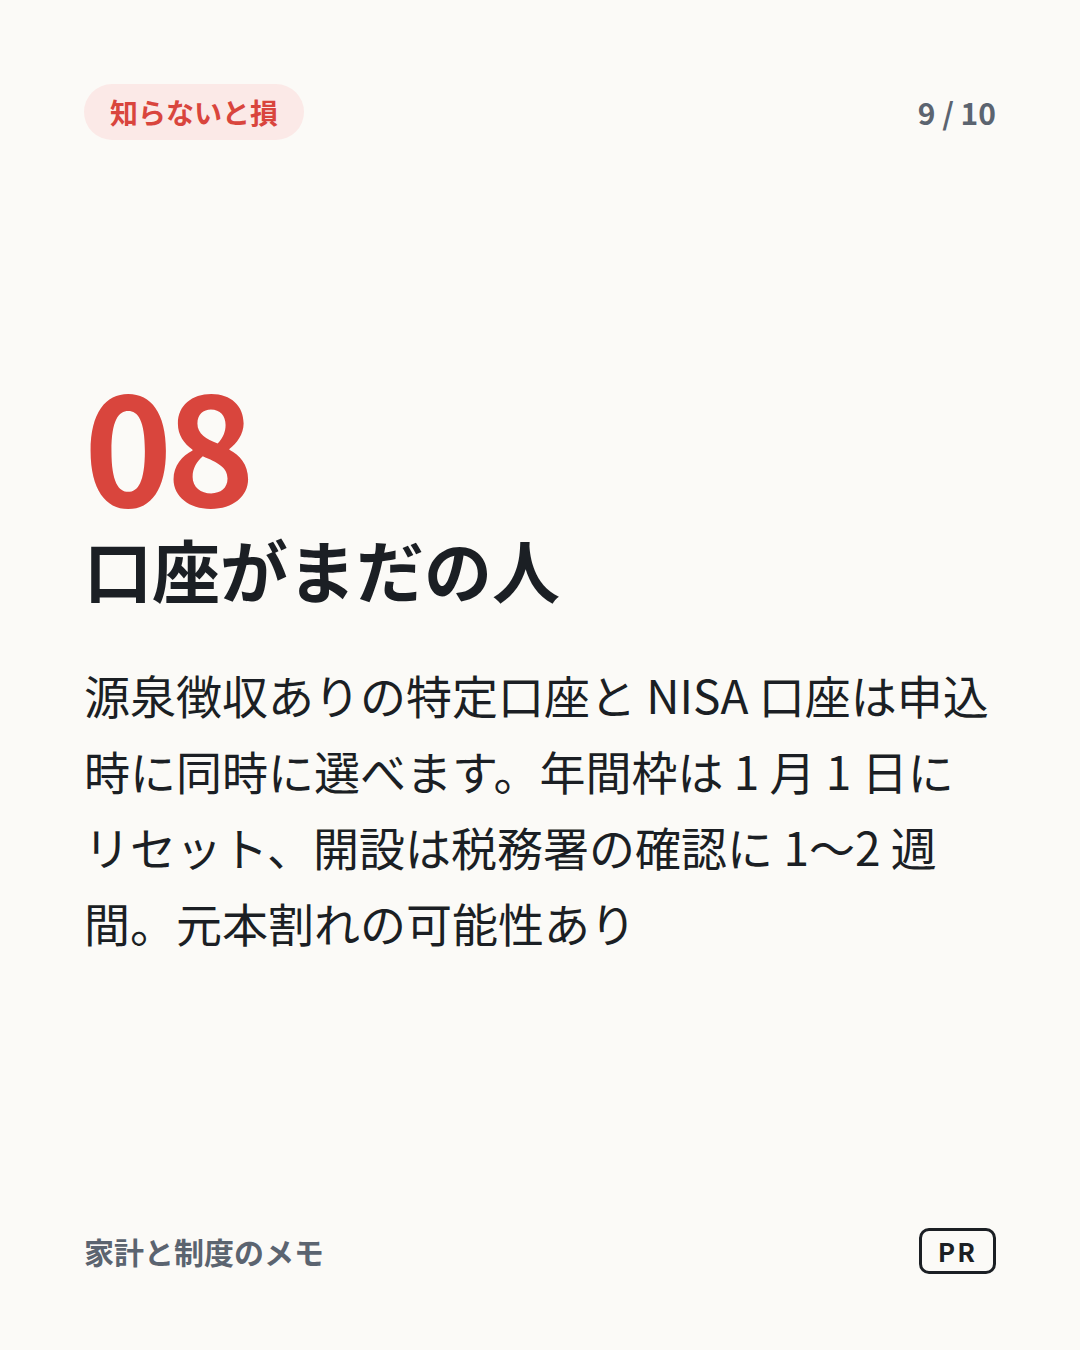 知らないと損
9 / 10
08
口座がまだの人
源泉徴収ありの特定口座と NISA 口座は申込
時に同時に選べます。年間枠は 1 月 1 日に
リセット、開設は税務署の確認に 1〜2 週
間。元本割れの可能性あり
家計と制度のメモ
PR